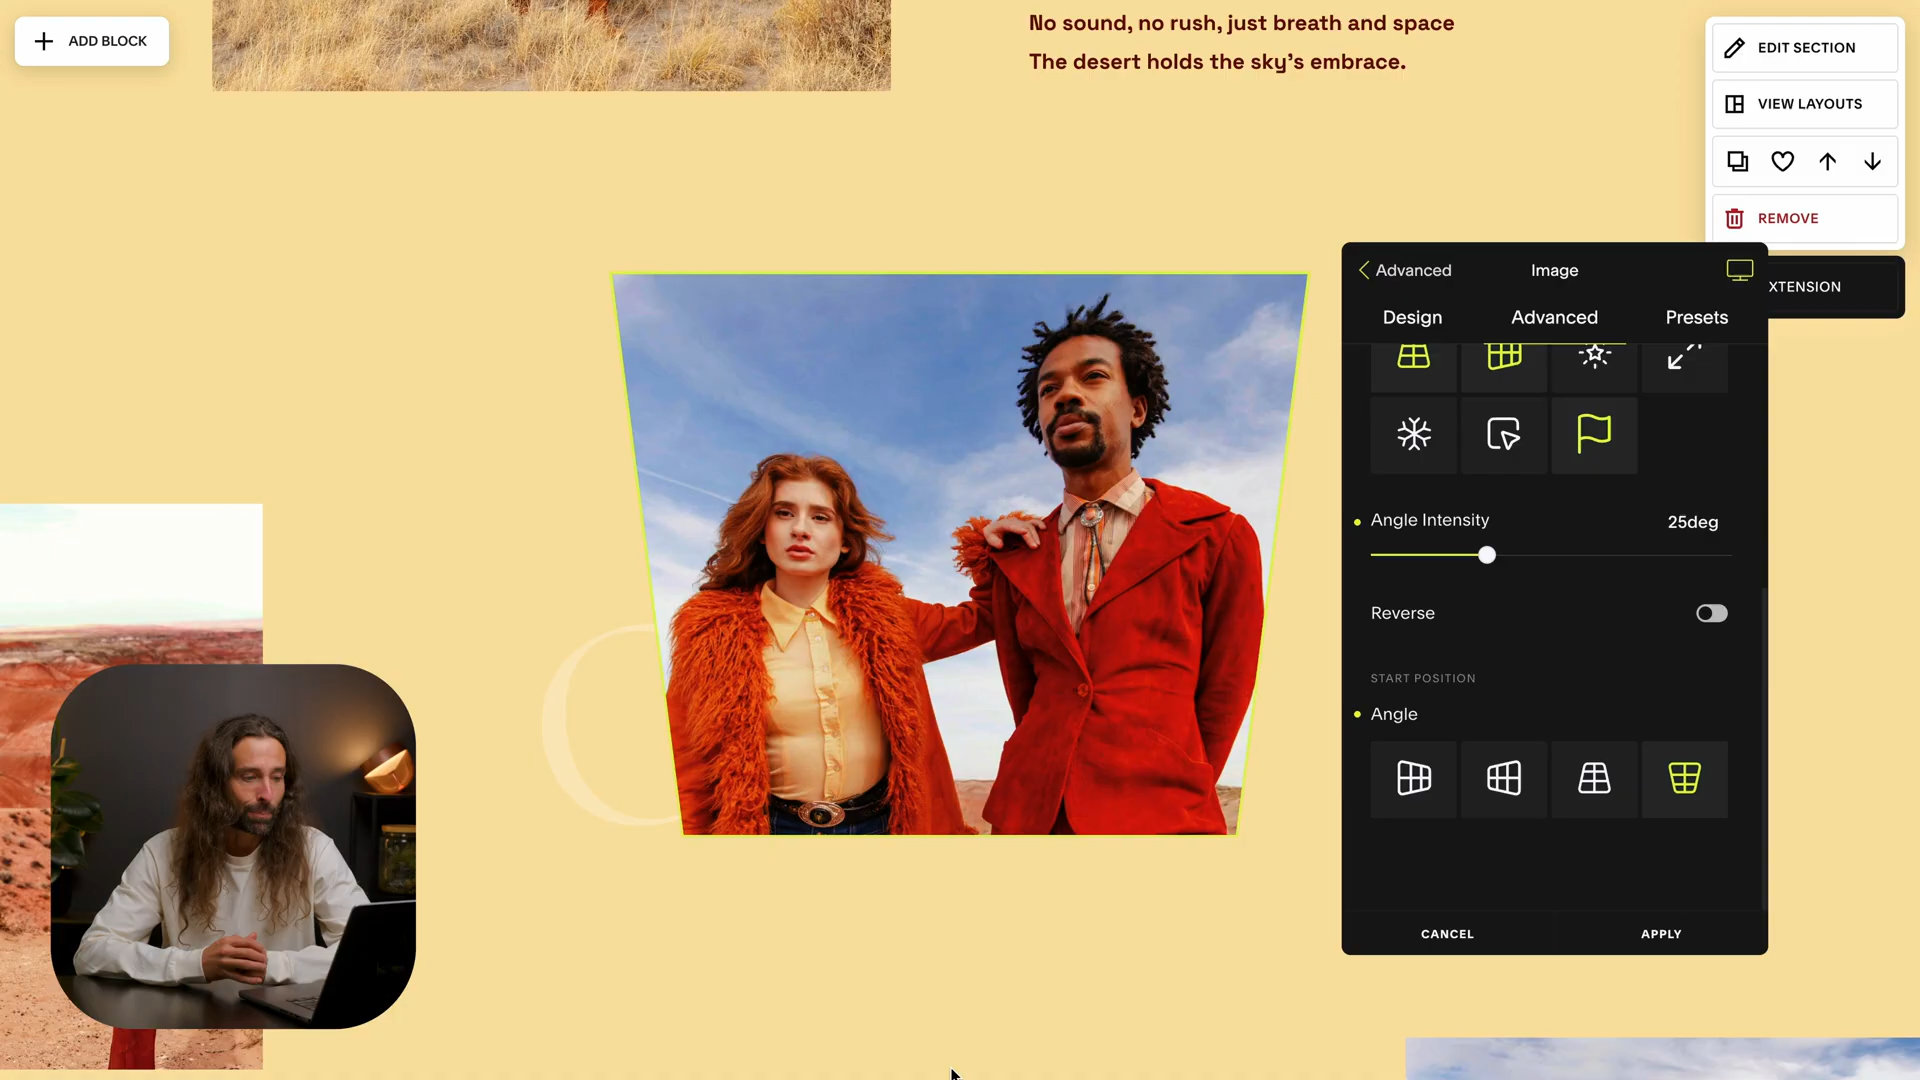 ADD BLOCK
No sound, no rush, just breath and space
The desert holds the sky's embrace.
EDIT SECTION
VIEW LAYOUTS
REMOVE
XTENSION
Advanced
Image
Design
Advanced
Presets
Angle Intensity
25deg
Reverse
START POSITION
Angle
CANCEL
APPLY